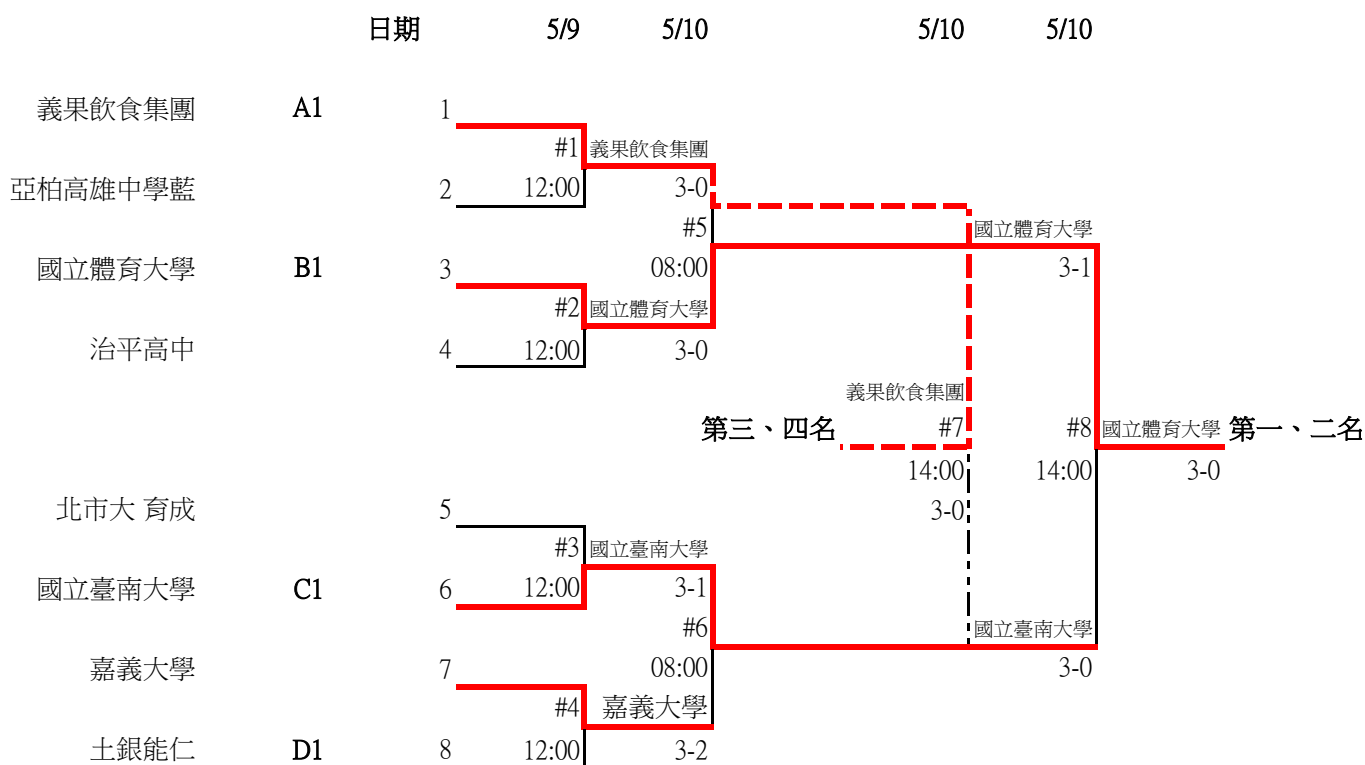 日期 5/9 5/10 5/10 5/10
義果飲食集團 A1 1
#1 義果飲食集團
亞柏高雄中學藍 2 12:00 3-0
#5 國立體育大學
國立體育大學 B1 3 08:00 3-1
#2 國立體育大學
治平高中 4 12:00 3-0
義果飲食集團
第三、四名 #7 #8 國立體育大學 第一、二名
14:00 14:00 3-0
北市大 育成 5 3-0
#3 國立臺南大學
國立臺南大學 C1 6 12:00 3-1
#6 國立臺南大學
嘉義大學 7 08:00 3-0
#4 嘉義大學
土銀能仁 D1 8 12:00 3-2